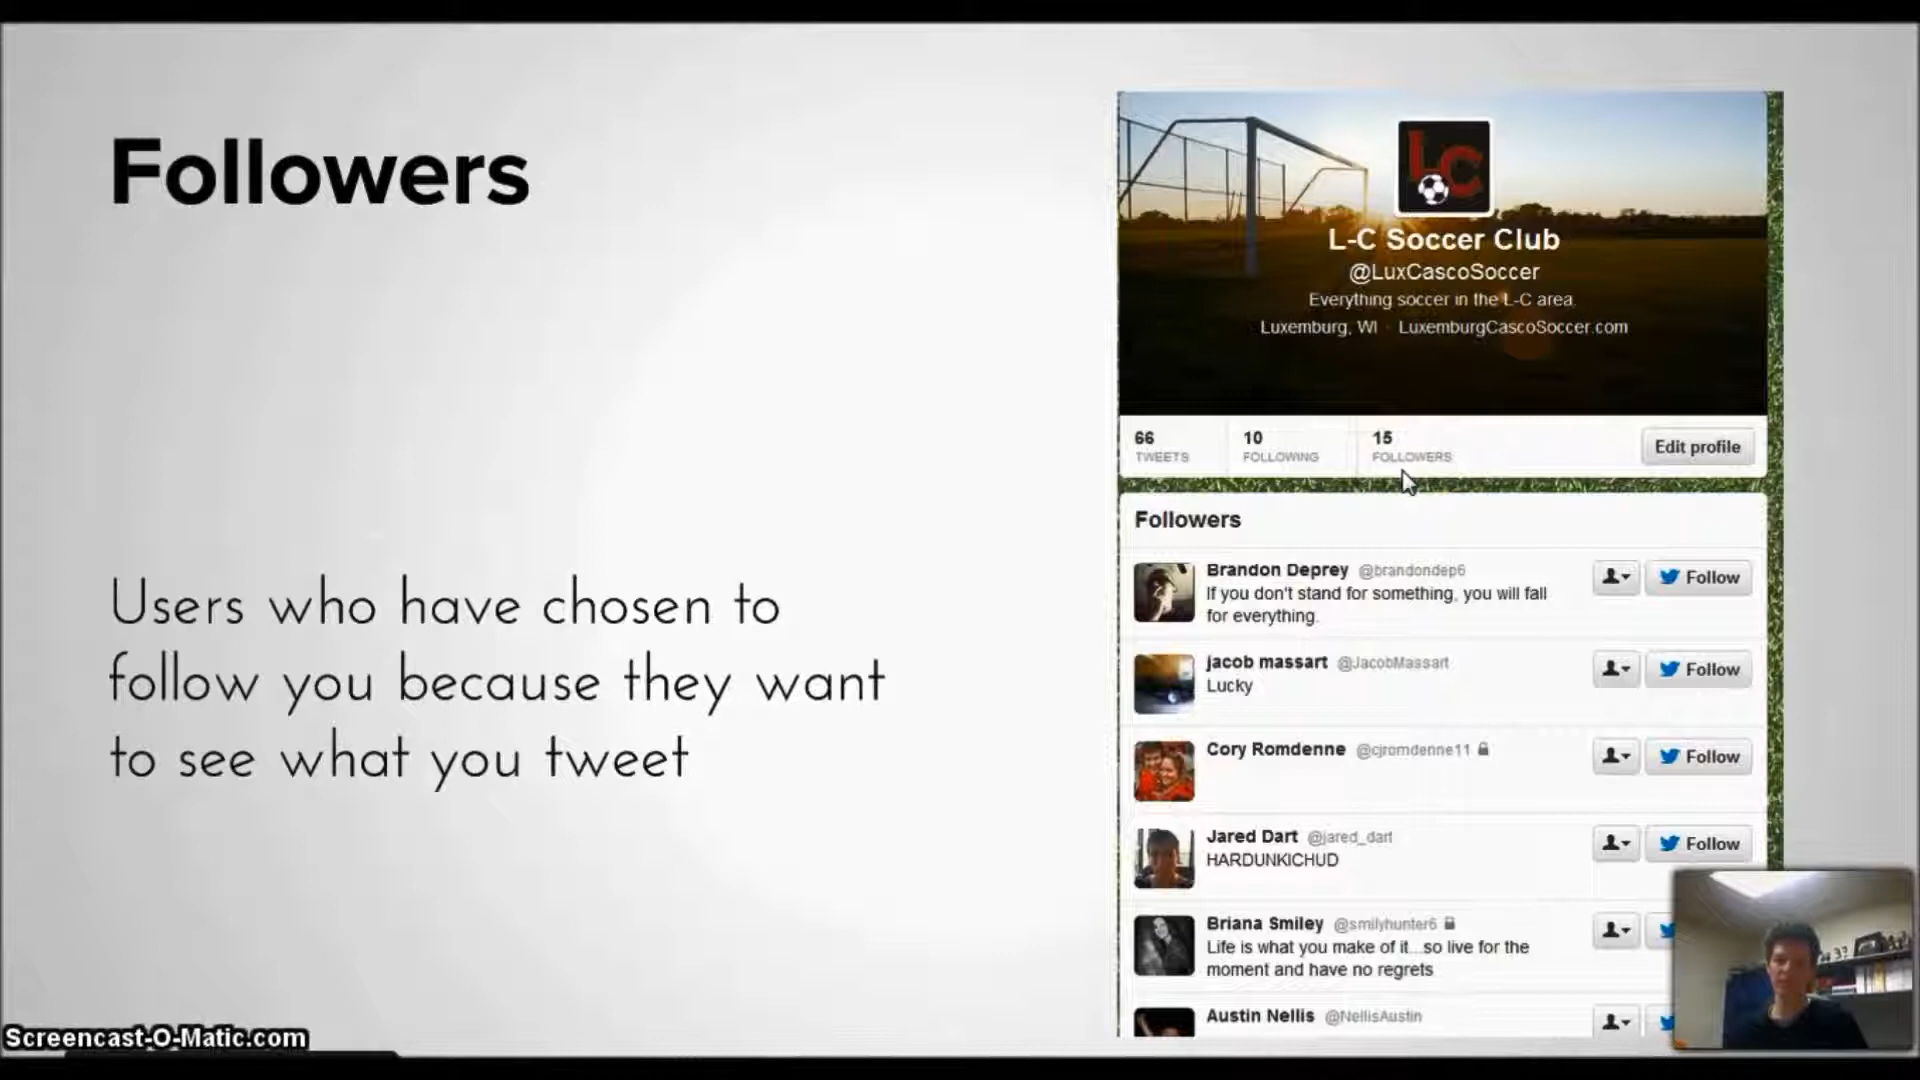 Followers
Users who have chosen to
follow you because they want
to see what you tweet
LC
L-C Soccer Club
@LuxCascoSoccer
Everything soccer in the L-C area.
Luxemburg, WI · LuxemburgCascoSoccer.com
66 10 15
TWEETS FOLLOWING FOLLOWERS
Edit profile
Followers
Brandon Deprey @brandondep6
If you don't stand for something, you will fall
for everything.
Follow
jacob massart @JacobMassart
Lucky
Follow
Cory Romdenne @cjromdenne11
Follow
Jared Dart @jared_dart
HARDUNKICHUD
Follow
Briana Smiley @smilyhunter6
Life is what you make of it...so live for the
moment and have no regrets
Austin Nellis @NellisAustin
Screencast-O-Matic.com